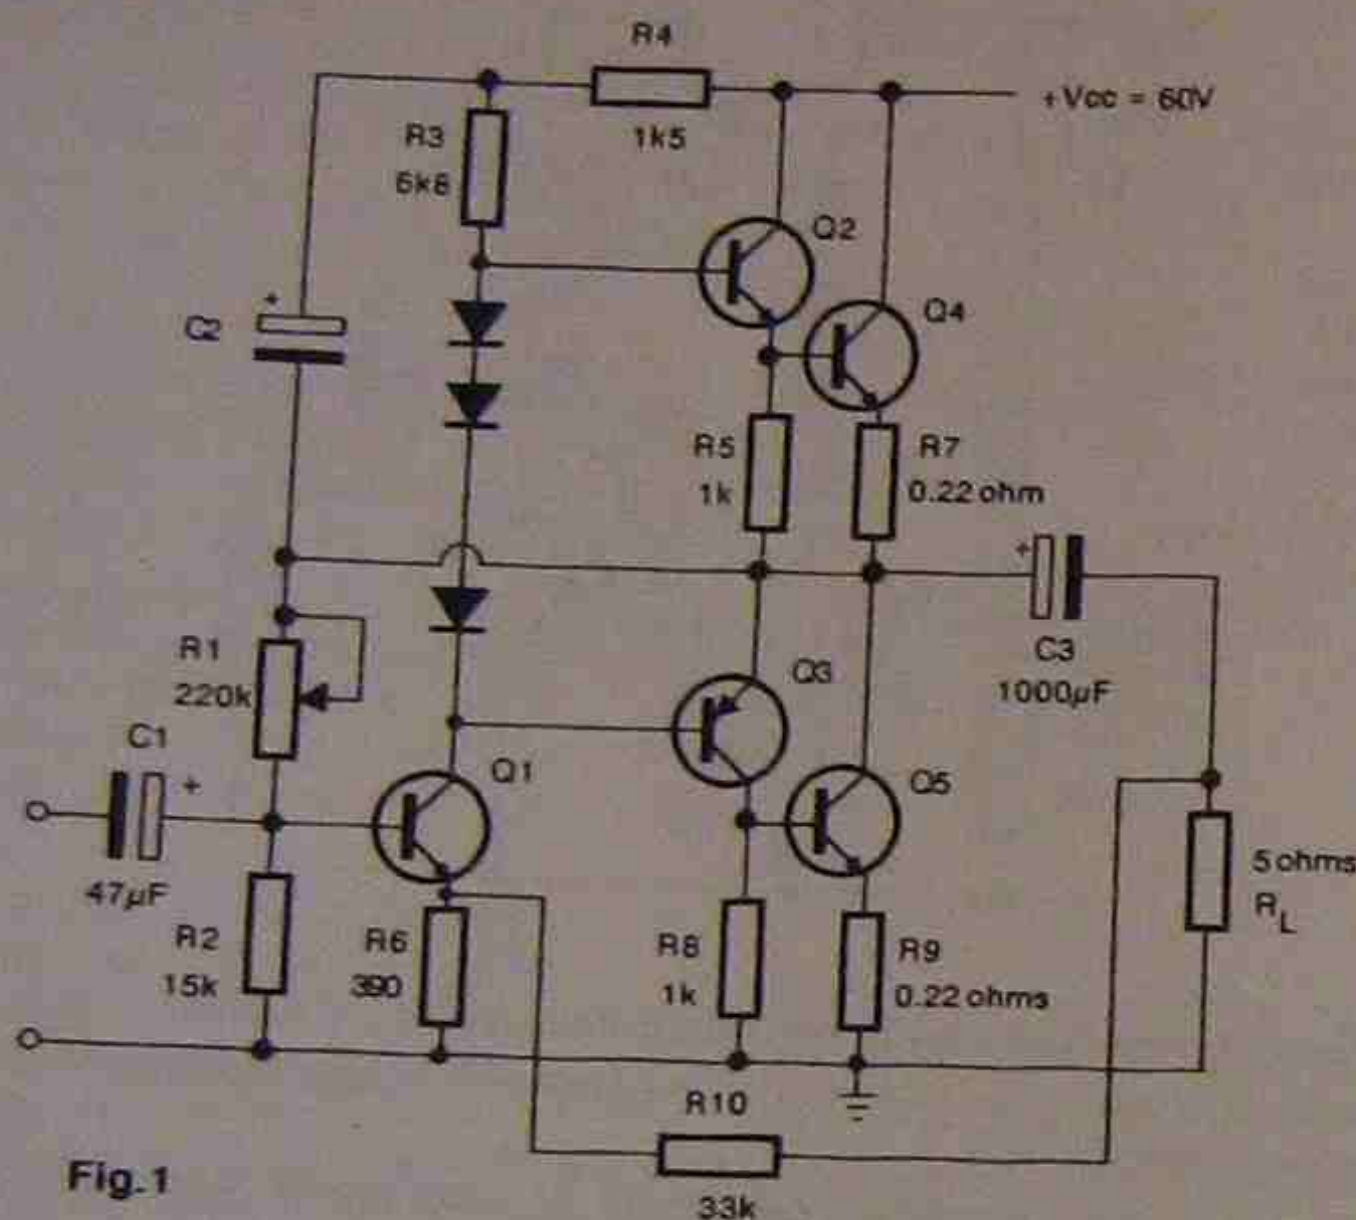 R4
+Vcc = 60V
1k5
R3
6k8
Q2
+
C2
Q4
R5
1k
R7
0.22 ohm
+
C3
1000µF
R1
220k
Q3
C1
+
47µF
Q1
Q5
5 ohms
RL
R2
15k
R6
390
R8
1k
R9
0.22 ohms
R10
33k
Fig.1